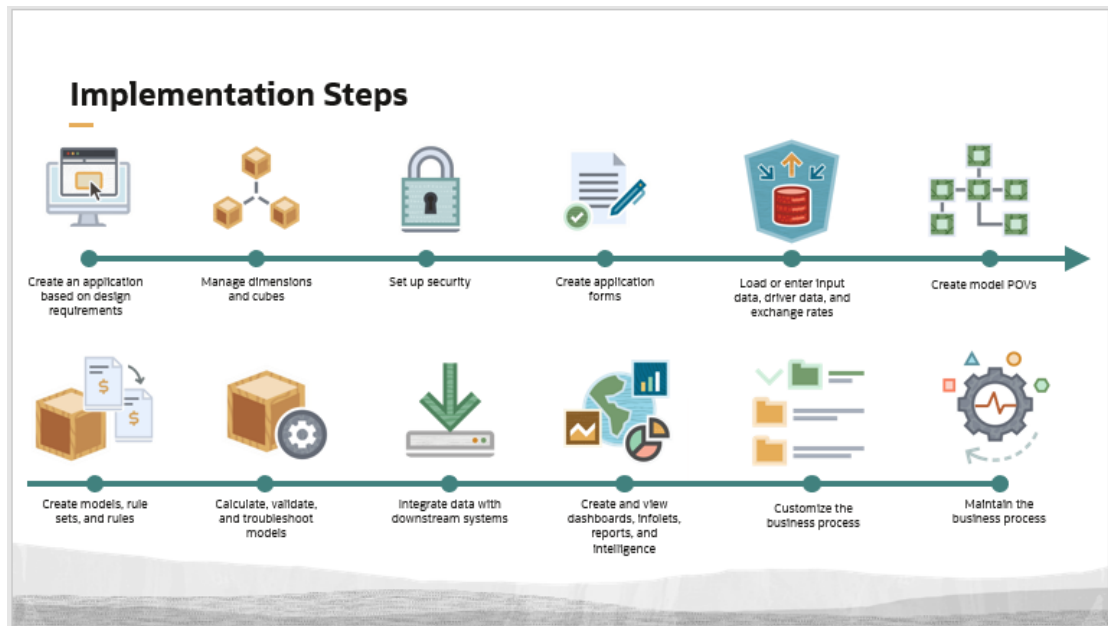 Implementation Steps
Create an application
based on design
requirements
Manage dimensions
and cubes
Set up security
Create application
forms
Load or enter input
data, driver data, and
exchange rates
Create model POVs
Create models, rule
sets, and rules
Calculate, validate,
and troubleshoot
models
Integrate data with
downstream systems
Create and view
dashboards, infolets,
reports, and
intelligence
Customize the
business process
Maintain the
business process